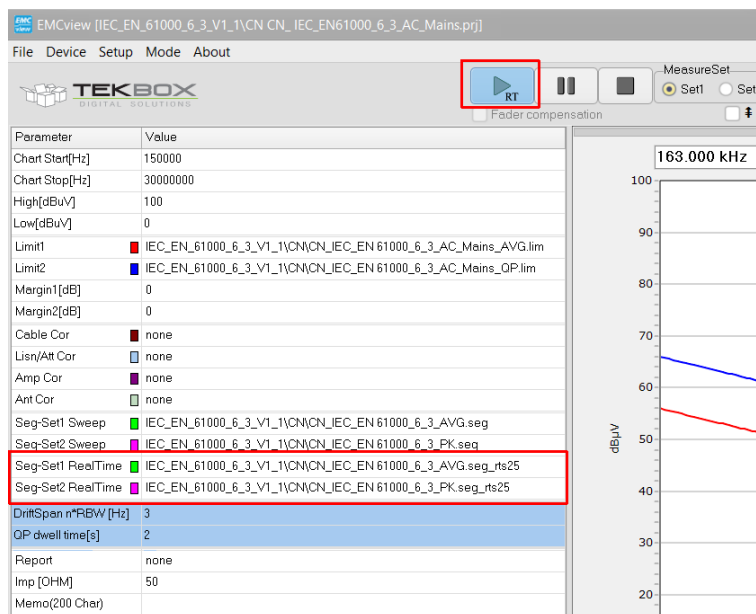 EMCview [IEC_EN_61000_6_3_V1_1\CN CN_ IEC_EN61000_6_3_AC_Mains.prj]
File Device Setup Mode About
TEKBOX
DIGITAL SOLUTIONS
RT
MeasureSet
Set1 Set
Fader compensation
Parameter Value
Chart Start[Hz] 150000
Chart Stop[Hz] 30000000
High[dBuV] 100
Low[dBuV] 0
Limit1 IEC_EN_61000_6_3_V1_1\CN\CN_IEC_EN 61000_6_3_AC_Mains_AVG.lim
Limit2 IEC_EN_61000_6_3_V1_1\CN\CN_IEC_EN 61000_6_3_AC_Mains_QP.lim
Margin1[dB] 0
Margin2[dB] 0
Cable Cor none
Lisn/Att Cor none
Amp Cor none
Ant Cor none
Seg-Set1 Sweep IEC_EN_61000_6_3_V1_1\CN\CN_IEC_EN 61000_6_3_AVG.seg
Seg-Set2 Sweep IEC_EN_61000_6_3_V1_1\CN\CN_IEC_EN 61000_6_3_PK.seg
Seg-Set1 RealTime IEC_EN_61000_6_3_V1_1\CN\CN_IEC_EN 61000_6_3_AVG.seg_rts25
Seg-Set2 RealTime IEC_EN_61000_6_3_V1_1\CN\CN_IEC_EN 61000_6_3_PK.seg_rts25
DriftSpan n*RBW [Hz] 3
QP dwell time[s] 2
Report none
Imp [OHM] 50
Memo(200 Char)
163.000 kHz
100
90
80
70
60
50
40
30
20
dBµV